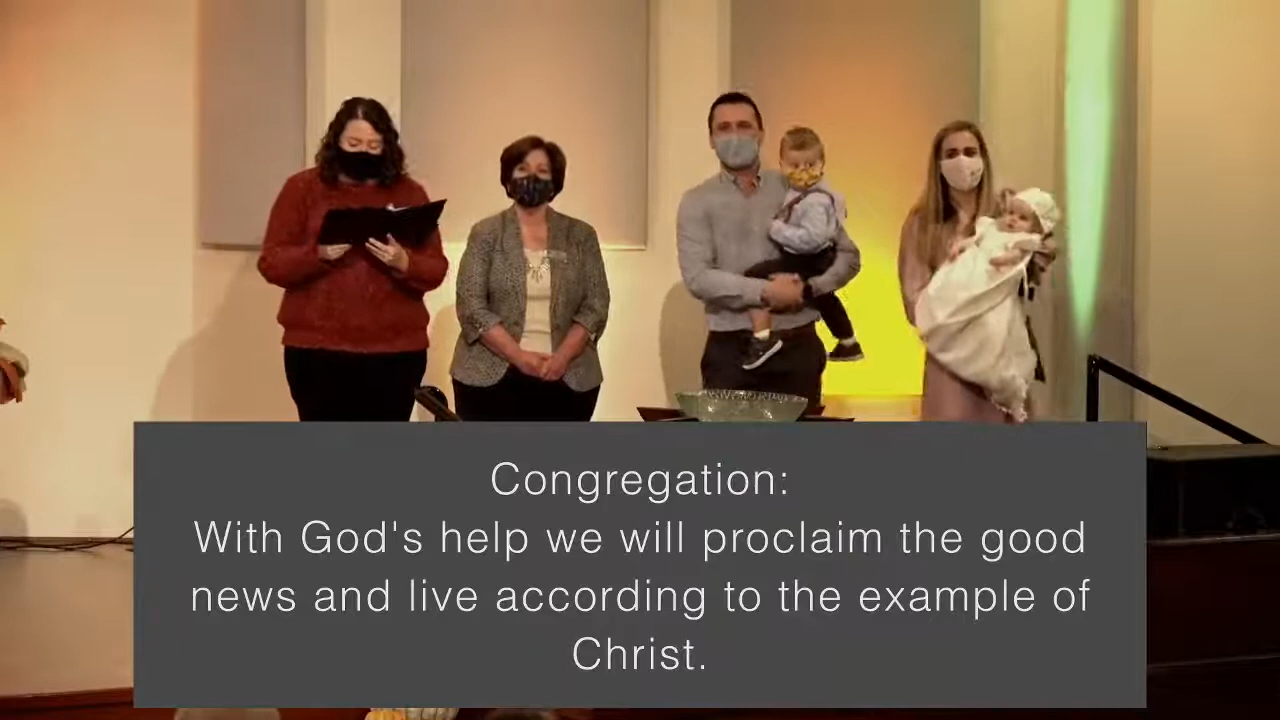 Congregation:
With God's help we will proclaim the good
news and live according to the example of
Christ.